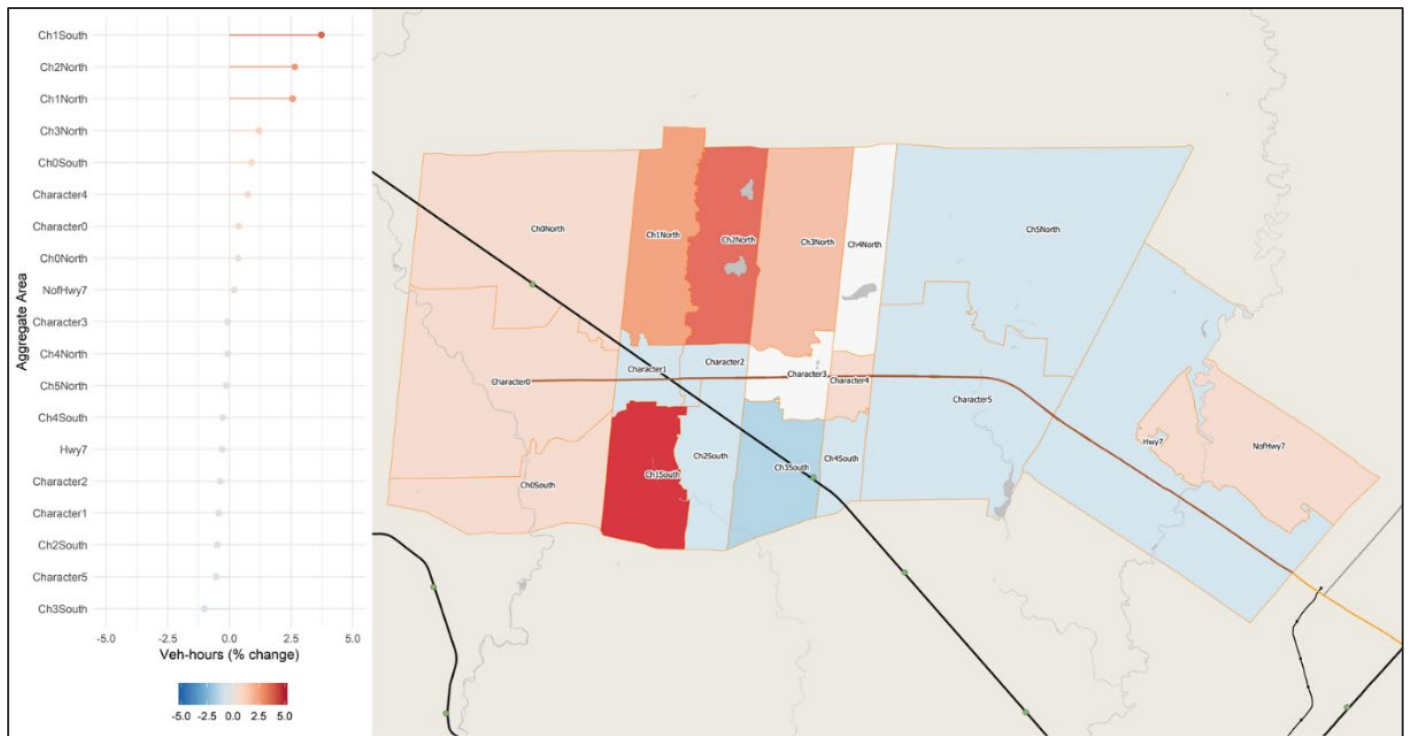 Ch1South
Ch2North
Ch1North
Ch3North
Ch0South
Character4
Character0
Ch0North
NofHwy7
Character3
Ch4North
Ch5North
Ch4South
Hwy7
Character2
Character1
Ch2South
Character5
Ch3South
Aggregate Area
-5.0 -2.5 0.0 2.5 5.0
Veh-hours (% change)
-5.0 -2.5 0.0 2.5 5.0
Ch0North
Ch1North
Ch2North
Ch3North
Ch4North
Ch5North
Character0
Character1
Character2
Character3
Character4
Character5
Hwy7
NofHwy7
Ch0South
Ch1South
Ch2South
Ch3South
Ch4South